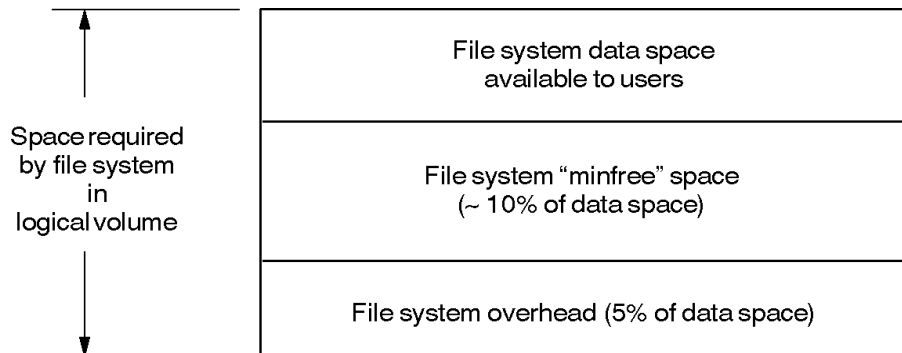 File system data space
available to users
Space required
by file system
in
logical volume
File system “minfree” space
(~ 10% of data space)
File system overhead (5% of data space)